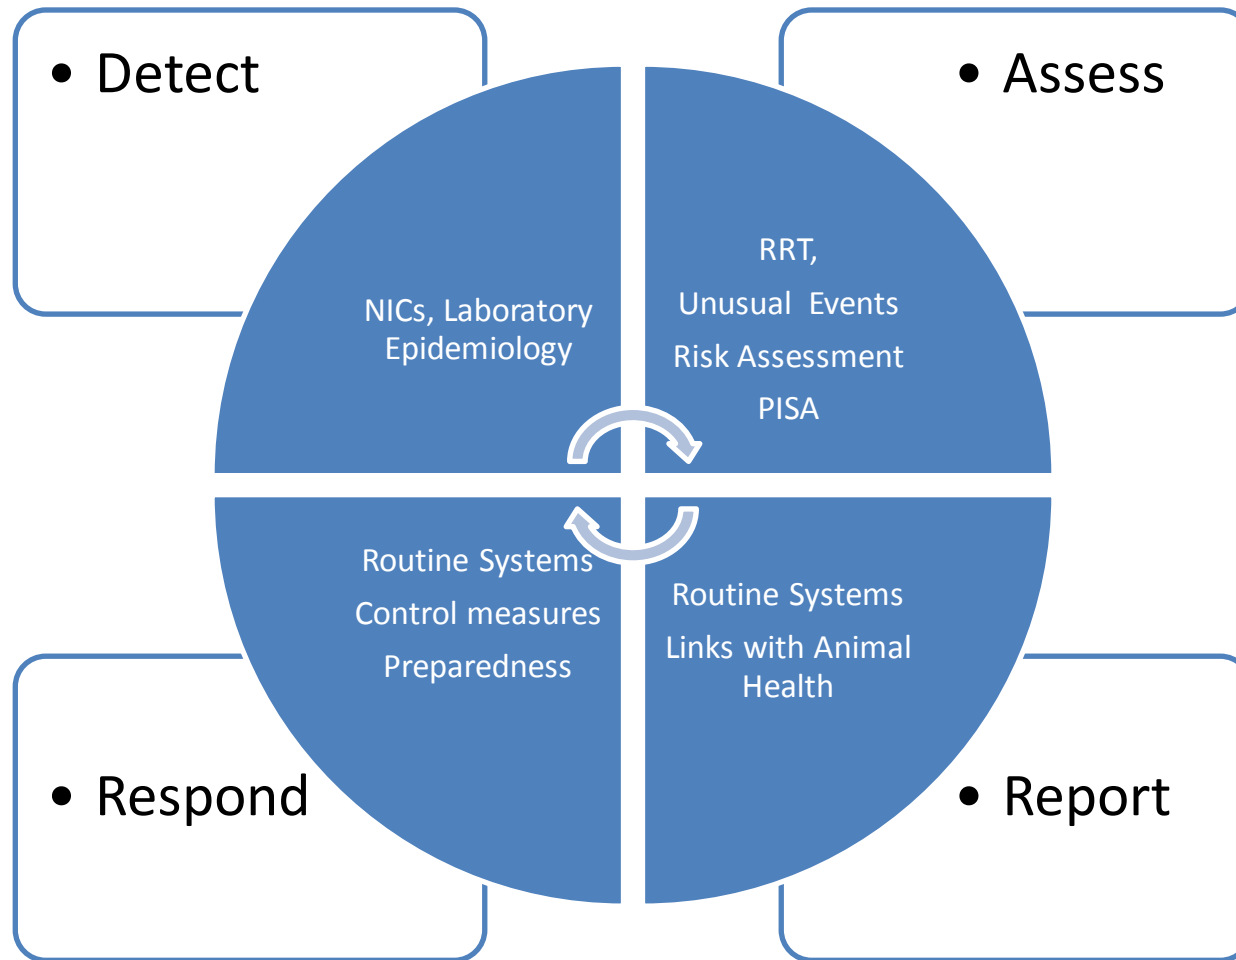 • Detect
• Assess
NICs, Laboratory
Epidemiology
RRT,
Unusual Events
Risk Assessment
PISA
Routine Systems
Control measures
Preparedness
Routine Systems
Links with Animal
Health
• Respond
• Report